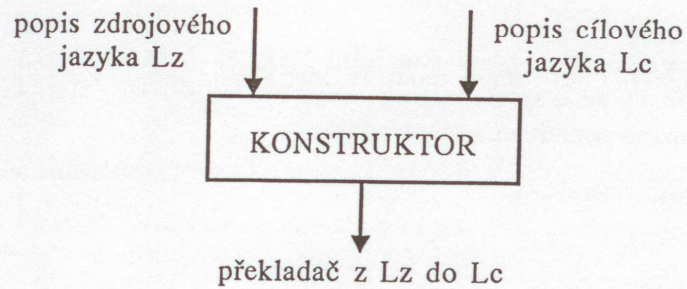 popis zdrojového
jazyka Lz
popis cílového
jazyka Lc
KONSTRUKTOR
překladač z Lz do Lc